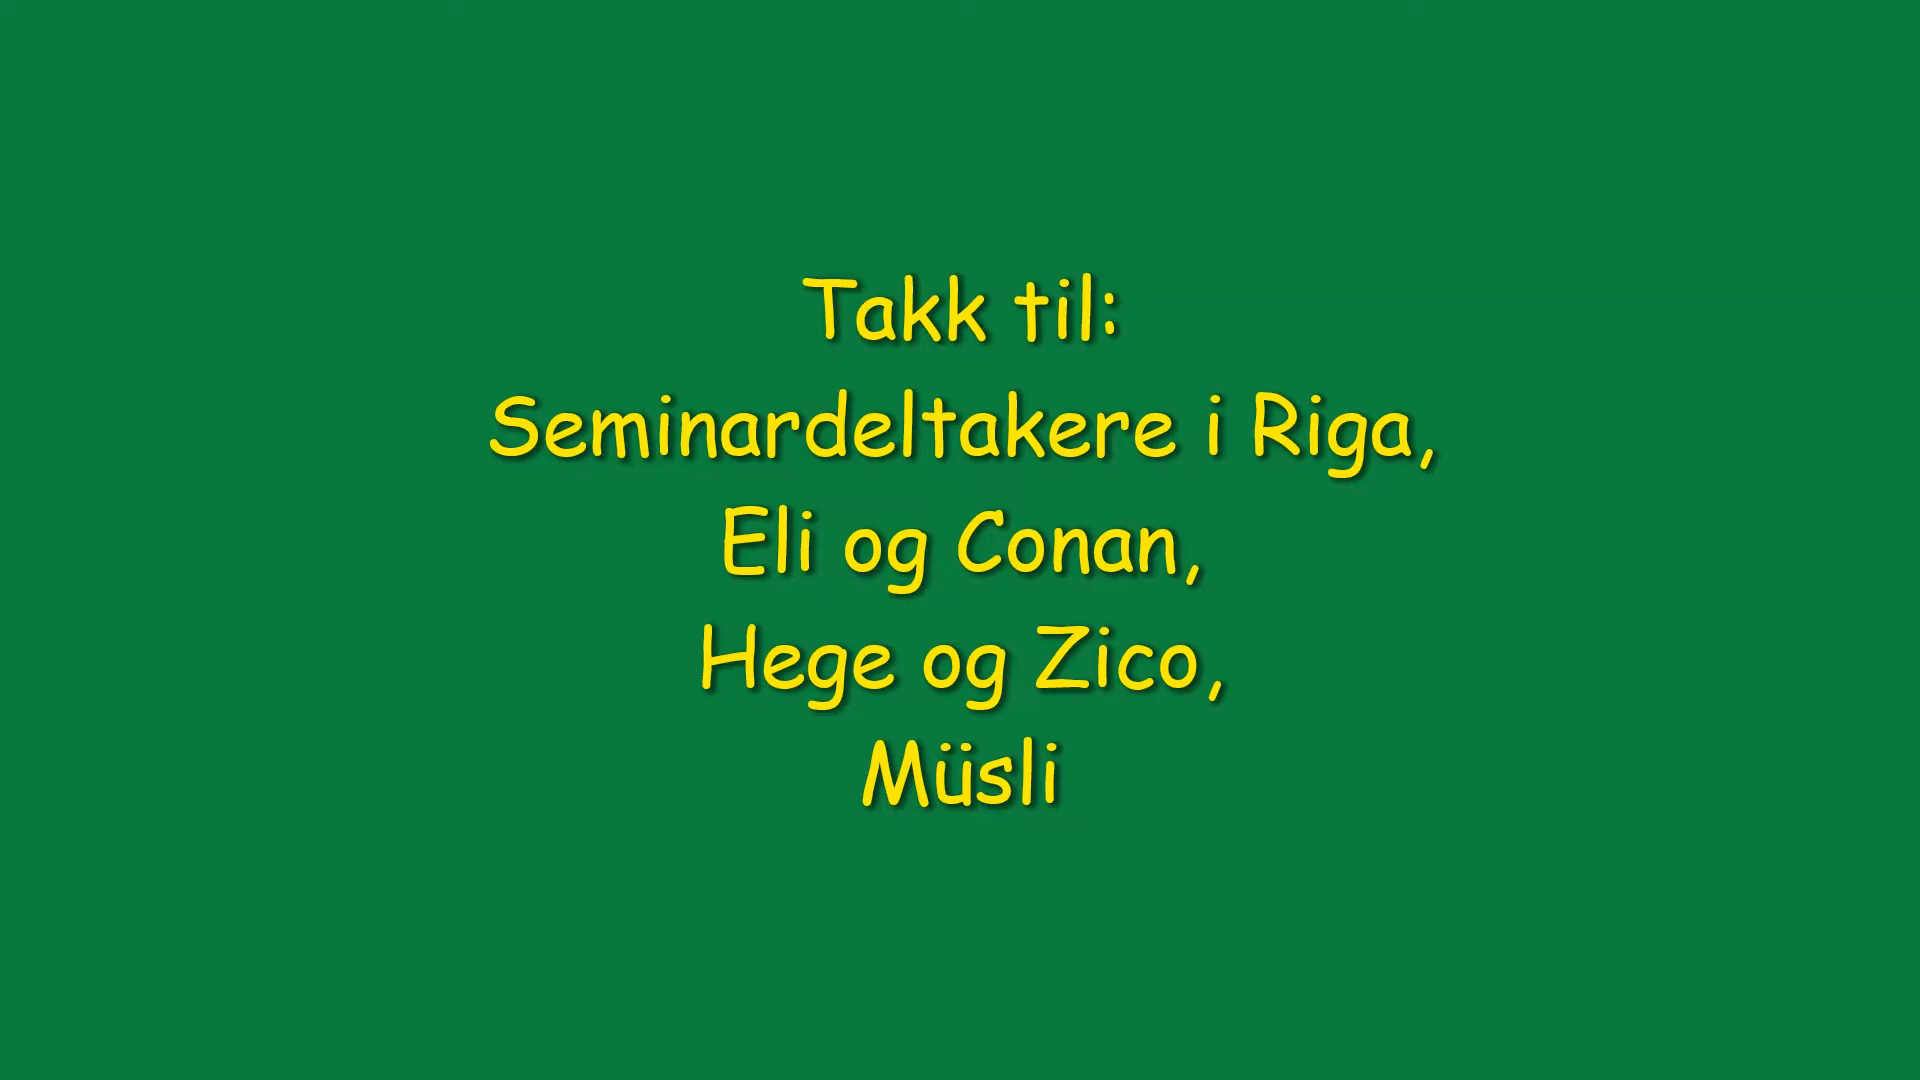 Takk til:
Seminardeltakere i Riga,
Eli og Conan,
Hege og Zico,
Müsli